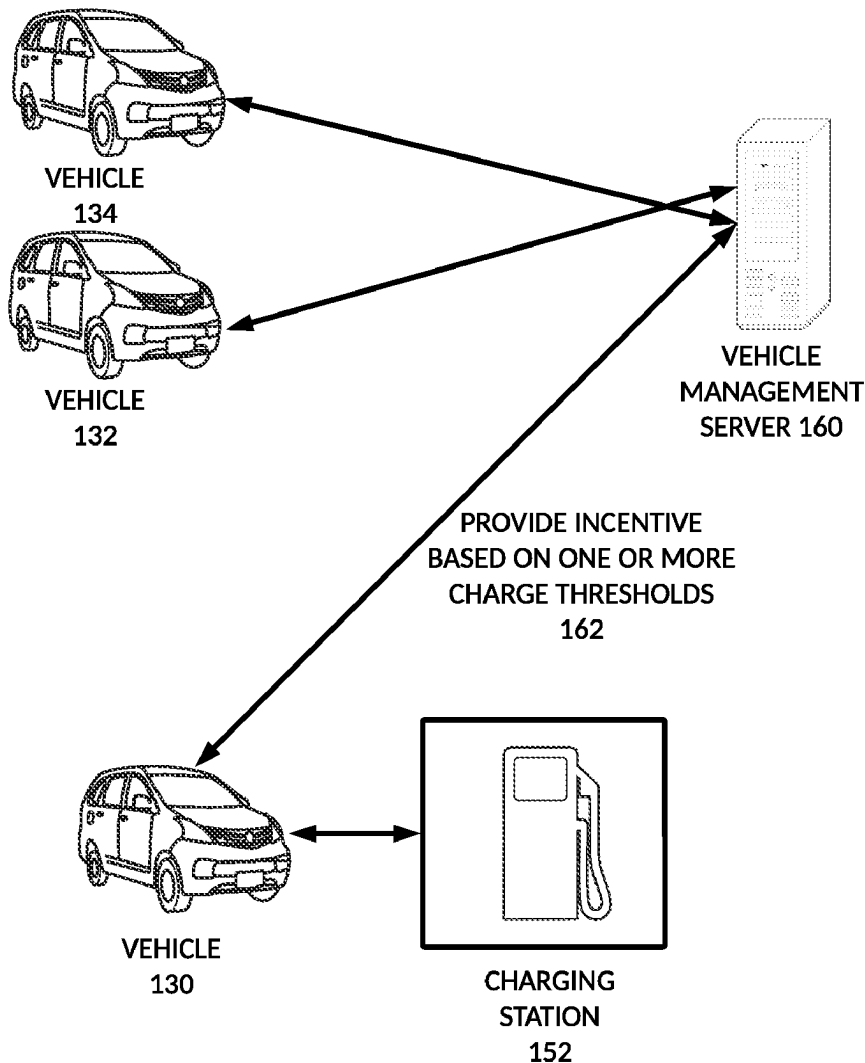 VEHICLE
134
VEHICLE
132
VEHICLE
MANAGEMENT
SERVER 160
PROVIDE INCENTIVE
BASED ON ONE OR MORE
CHARGE THRESHOLDS
162
VEHICLE
130
CHARGING
STATION
152